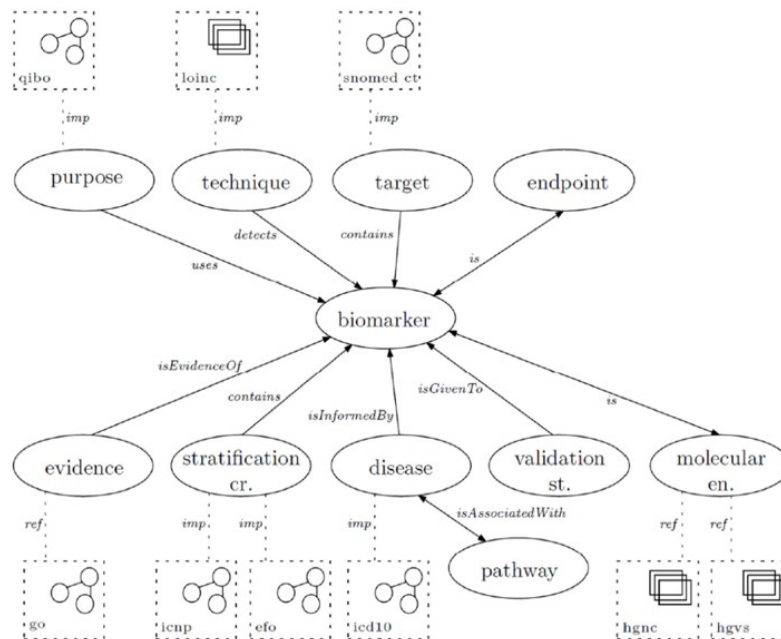 qibo
loinc
snomed ct
imp
imp
imp
purpose
technique
target
endpoint
detects
contains
uses
is
biomarker
isEvidenceOf
contains
isInformedBy
isGivenTo
is
evidence
stratification
cr.
disease
validation
st.
molecular
en.
ref
imp
imp
imp
isAssociatedWith
ref
ref
pathway
go
icnp
efo
icd10
hgnc
hgvs